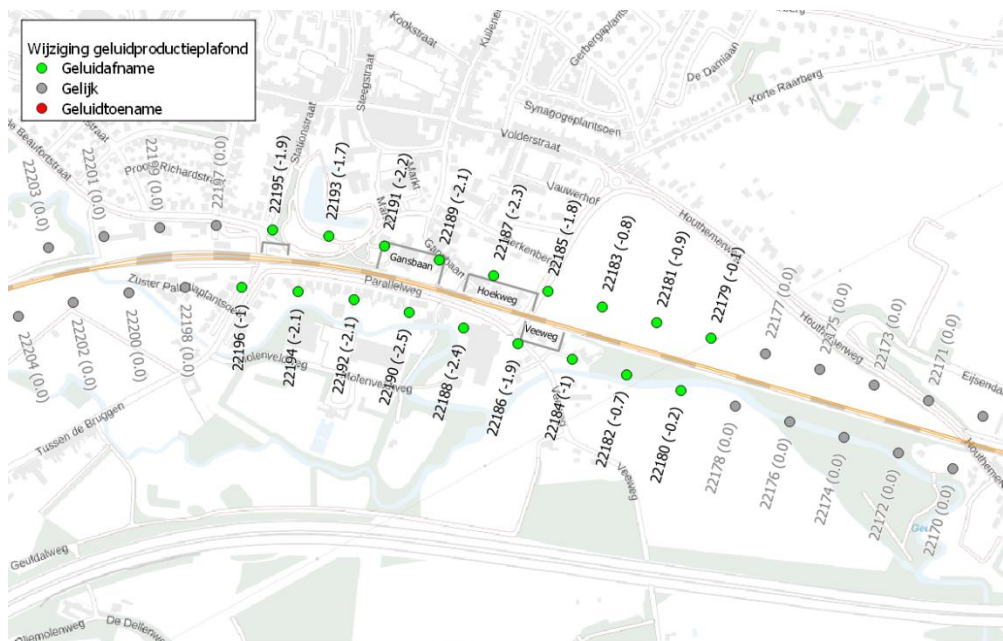 Wijziging geluidproductieplafond
Geluidafname
Gelijk
Geluidtoename
Kookstraat
Steegstraat
Stationstraat
Gerbergaplantsoen
De Damiaan
Korte Raarberg
Synagogeplantsoen
Volderstraat
Vauwerhof
Markt
Gansbaan
Gansbaan
Hoekweg
Veeweg
Parallelweg
Tussen de Bruggen
Veeweg
Geuldalweg
De Dellenweg
22203 (0.0)
22201 (0.0)
22199 (0.0)
22197 (0.0)
22195 (-1.9)
22193 (-1.7)
22191 (-2.2)
22189 (-2.1)
22187 (-2.3)
22185 (-1.8)
22183 (-0.8)
22181 (-0.9)
22179 (-0.1)
22177 (0.0)
22175 (0.0)
22173 (0.0)
22171 (0.0)
22204 (0.0)
22202 (0.0)
22200 (0.0)
22198 (0.0)
22196 (-1)
22194 (-2.1)
22192 (-2.1)
22190 (-2.5)
22188 (-2.4)
22186 (-1.9)
22184 (-1)
22182 (-0.7)
22180 (-0.2)
22178 (0.0)
22176 (0.0)
22174 (0.0)
22172 (0.0)
22170 (0.0)